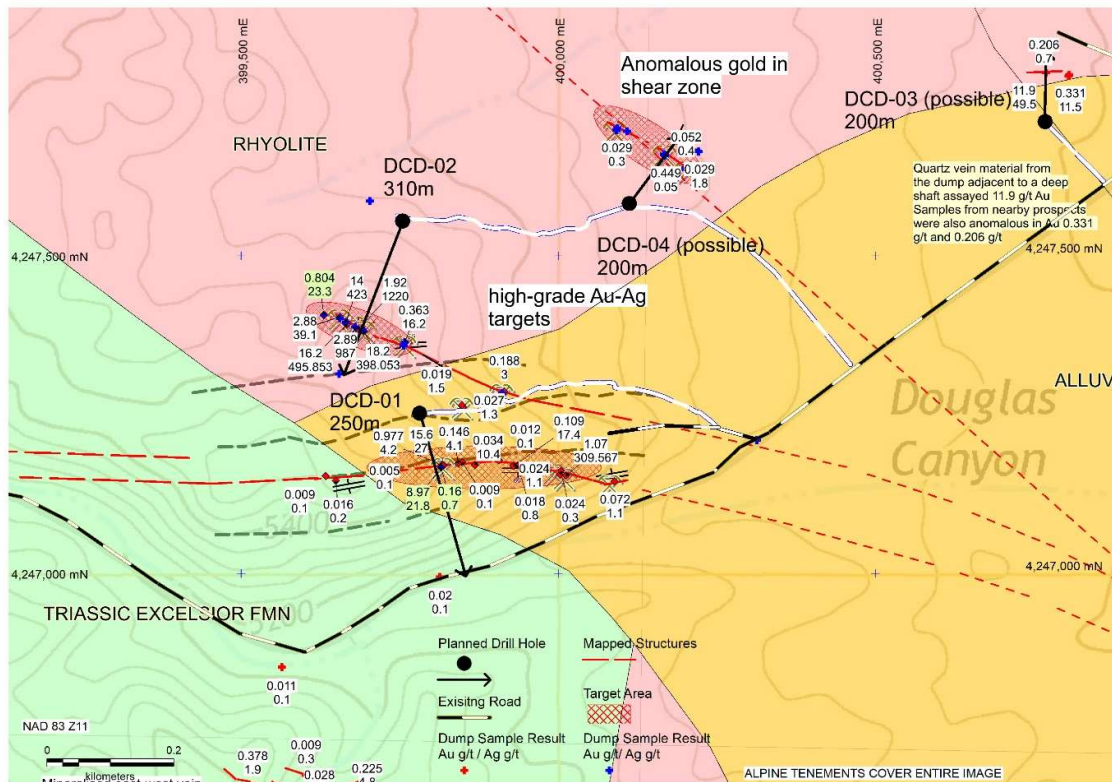 399,500 mE
400,000 mE
400,500 mE
Anomalous gold in
shear zone
0.206
0.7
11.9
49.5
0.331
11.5
DCD-03 (possible)
200m
RHYOLITE
DCD-02
310m
0.029
0.3
0.052
0.4
0.449
0.05
0.029
1.8
Quartz vein material from
the dump adjacent to a deep
shaft assayed 11.9 g/t Au
Samples from nearby prospects
were also anomalous in Au 0.331
g/t and 0.206 g/t
DCD-04 (possible)
200m
4,247,500 mN
4,247,500 mN
high-grade Au-Ag
targets
0.804
23.3
14
423
1.92
1220
0.363
16.2
2.88
39.1
2.89
987
16.2
495.853
18.2
398.053
0.188
3
0.019
1.5
DCD-01
250m
0.027
1.3
ALLUV
Douglas
Canyon
0.977
4.2
15.6
27
0.146
4.1
0.034
10.4
0.012
0.1
0.109
17.4
1.07
309.567
0.005
0.1
0.024
1.1
0.009
0.1
0.016
0.2
8.97
21.8
0.16
0.7
0.009
0.1
0.018
0.8
0.024
0.3
0.072
1.1
5400
4,247,000 mN
4,247,000 mN
0.02
0.1
TRIASSIC EXCELSIOR FMN
5200
0.011
0.1
Planned Drill Hole
Mapped Structures
Exisitng Road
Target Area
Dump Sample Result
Au g/t / Ag g/t
Dump Sample Result
Au g/t/ Ag g/t
NAD 83 Z11
0
0.2
kilometers
0.378
1.9
0.009
0.3
0.028
0.225
ALPINE TENEMENTS COVER ENTIRE IMAGE